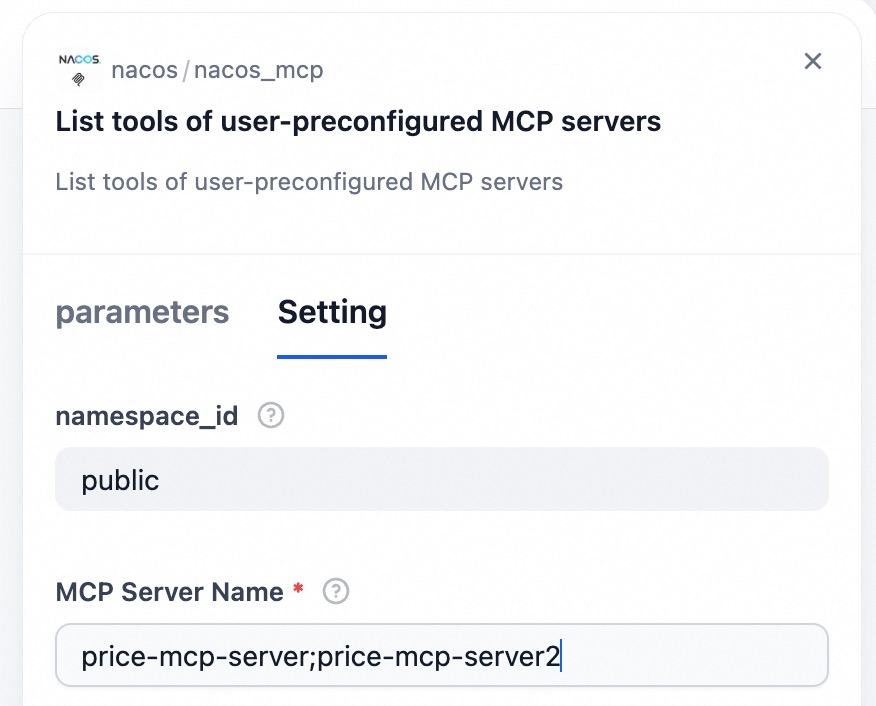 NACOS.
nacos/nacos_mcp
List tools of user-preconfigured MCP servers
List tools of user-preconfigured MCP servers
parameters Setting
namespace_id ?
public
MCP Server Name * ?
price-mcp-server;price-mcp-server2